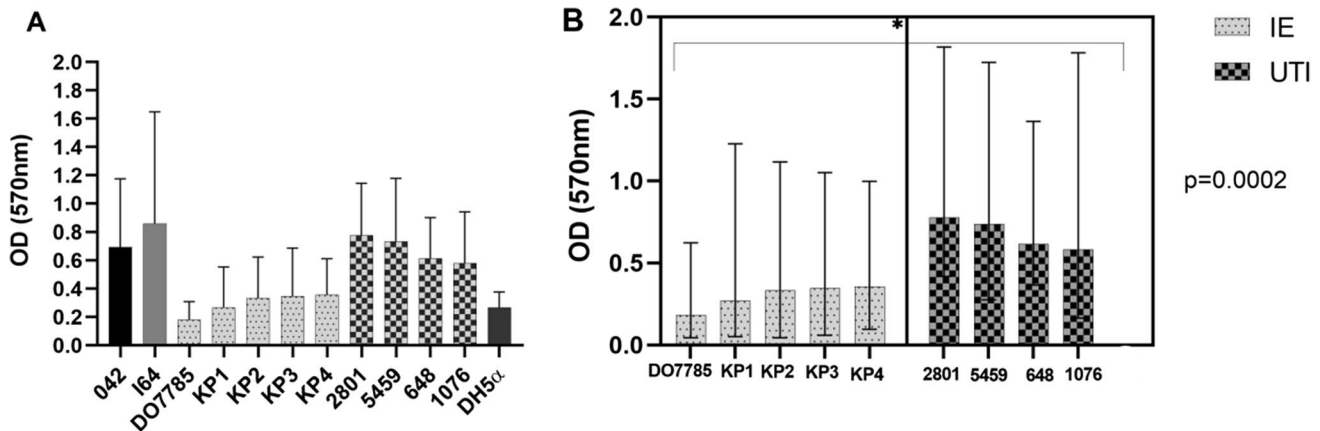 A
OD (570nm)
2.0
1.8
1.6
1.4
1.2
1.0
0.8
0.6
0.4
0.2
0.0
042
I64
DO7785
KP1
KP2
KP3
KP4
2801
5459
648
1076
DH5α
B
OD (570nm)
2.0
1.5
1.0
0.5
0.0
*
DO7785
KP1
KP2
KP3
KP4
2801
5459
648
1076
IE
UTI
p=0.0002